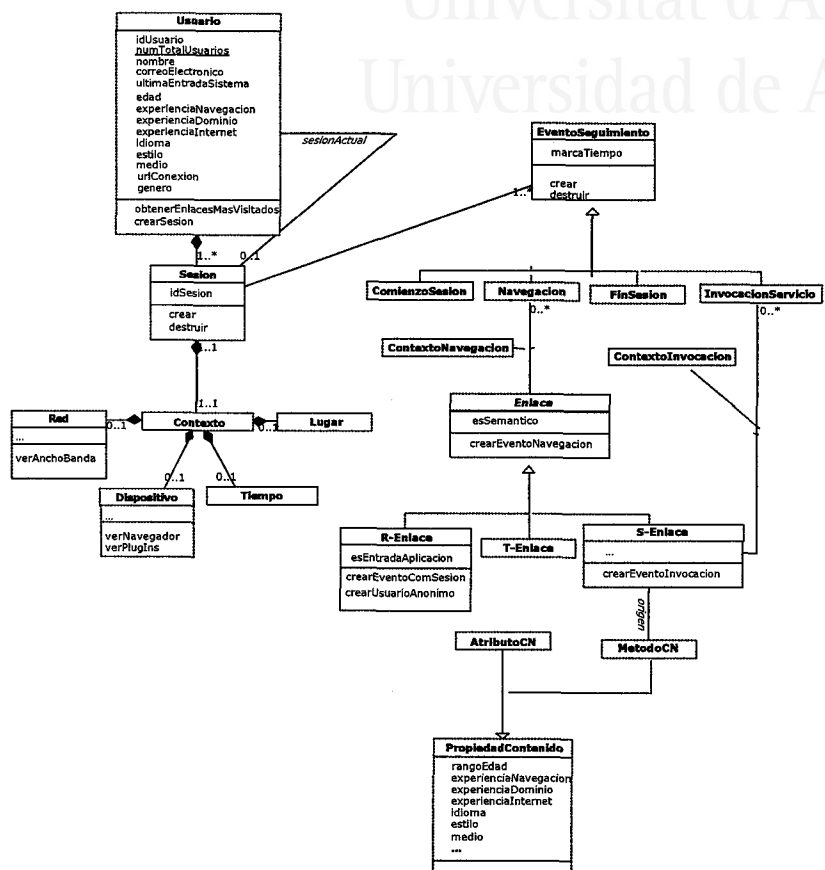 Universitat d'A
Universidad de A
Usuario
idUsuario
numTotalUsuarios
nombre
correoElectronico
ultimaEntradaSistema
edad
experienciaNavegacion
experienciaDominio
experienciaInternet
idioma
estilo
medio
urlConexion
genero
obtenerEnlacesMasVisitados
crearSesion
sesionActual
1..*
0..1
Sesion
idSesion
crear
destruir
1..1
1..1
EventoSeguimiento
marcaTiempo
crear
destruir
1..*
ComienzoSesion
Navegacion
FinSesion
InvocacionServicio
0..*
0..*
ContextoNavegacion
ContextoInvocacion
Enlace
esSemantico
crearEventoNavegacion
Red
...
verAnchoBanda
0..1
Contexto
0..1
Lugar
0..1
0..1
Dispositivo
...
verNavegador
verPlugIns
Tiempo
R-Enlace
esEntradaAplicacion
crearEventoComSesion
crearUsuarioAnonimo
T-Enlace
S-Enlace
...
crearEventoInvocacion
origen
AtributoCN
MetodoCN
PropiedadContenido
rangoEdad
experienciaNavegacion
experienciaDominio
experienciaInternet
idioma
estilo
medio
...